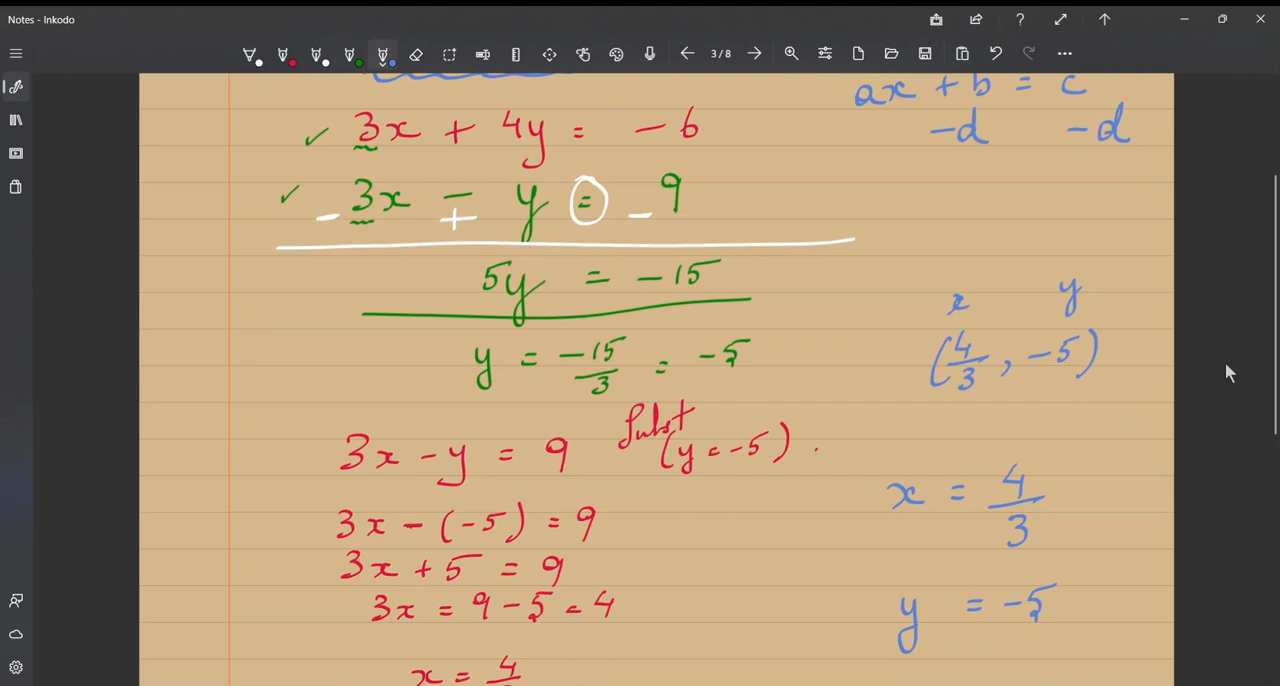 Notes - Inkodo
3/8
ax + b = c
-d -d
✓ 3x + 4y = -6
✓ 3x - y = 9
- + -
5y = -15
y = -15/3 = -5
x y
(4/3, -5)
3x - y = 9 Subst (y = -5).
3x - (-5) = 9
3x + 5 = 9
3x = 9 - 5 = 4
x = 4
x = 4/3
y = -5